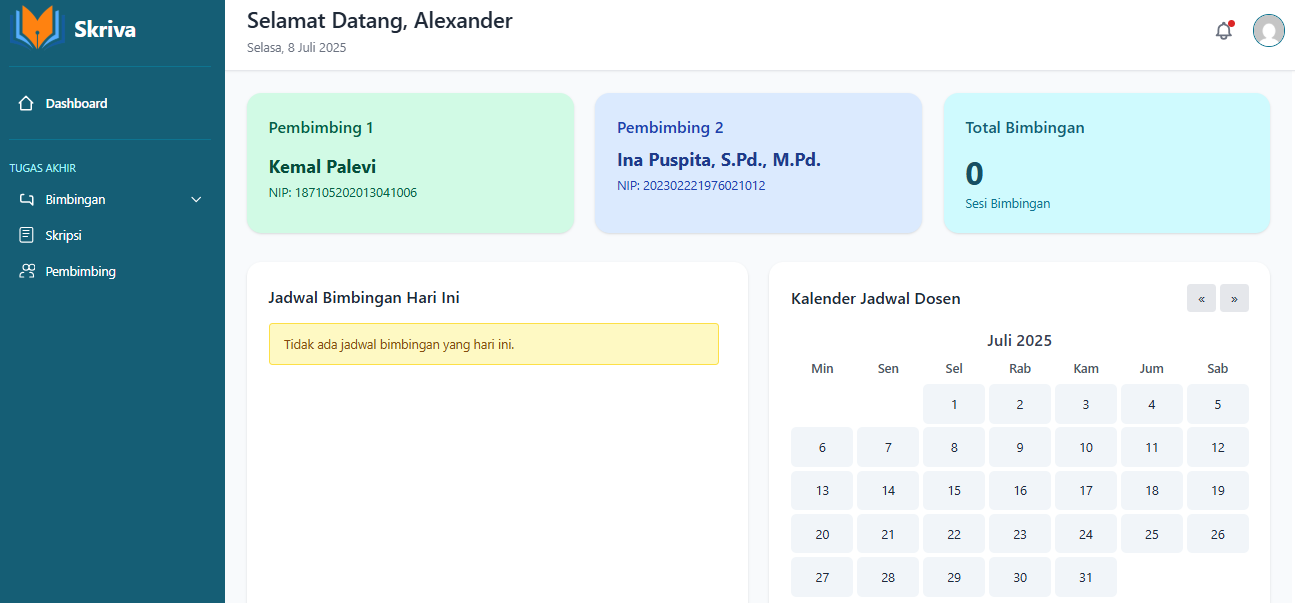 Skriva
Dashboard
TUGAS AKHIR
Bimbingan
Skripsi
Pembimbing
Selamat Datang, Alexander
Selasa, 8 Juli 2025
Pembimbing 1
Kemal Palevi
NIP: 187105202013041006
Pembimbing 2
Ina Puspita, S.Pd., M.Pd.
NIP: 202302221976021012
Total Bimbingan
0
Sesi Bimbingan
Jadwal Bimbingan Hari Ini
Tidak ada jadwal bimbingan yang hari ini.
Kalender Jadwal Dosen
« »
Juli 2025
Min Sen Sel Rab Kam Jum Sab
1 2 3 4 5
6 7 8 9 10 11 12
13 14 15 16 17 18 19
20 21 22 23 24 25 26
27 28 29 30 31